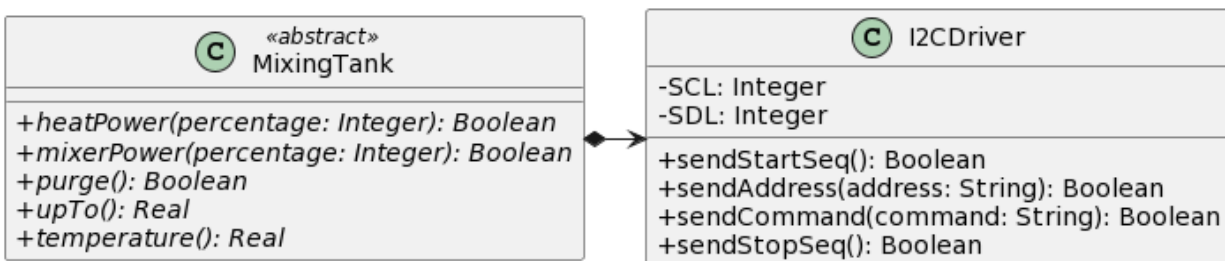 «abstract»
C MixingTank
+heatPower(percentage: Integer): Boolean
+mixerPower(percentage: Integer): Boolean
+purge(): Boolean
+upTo(): Real
+temperature(): Real
C I2CDriver
-SCL: Integer
-SDL: Integer
+sendStartSeq(): Boolean
+sendAddress(address: String): Boolean
+sendCommand(command: String): Boolean
+sendStopSeq(): Boolean